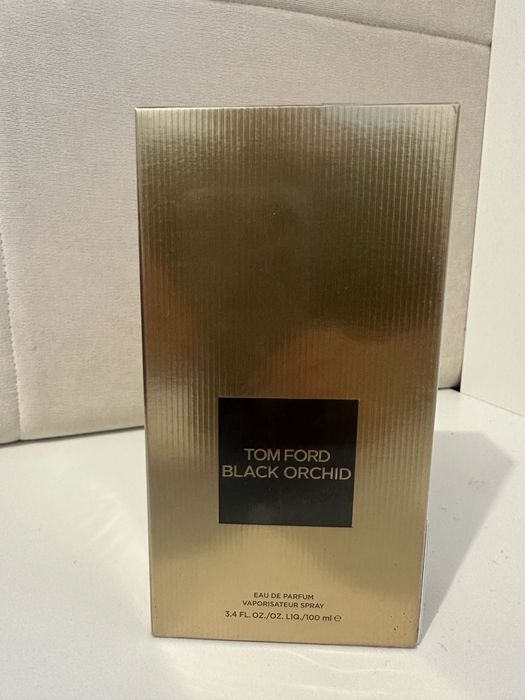 TOM FORD
BLACK ORCHID
EAU DE PARFUM
VAPORISATEUR SPRAY
3.4 FL. OZ./OZ. LIQ./100 ml ℮